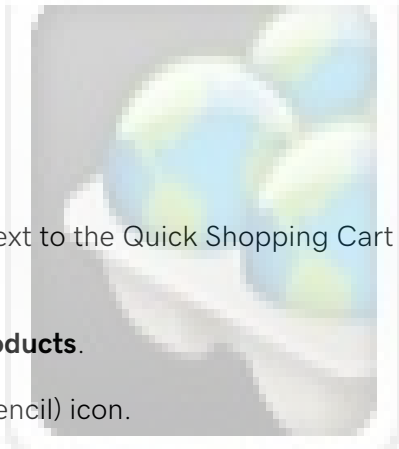 ext to the Quick Shopping Cart
oducts.
encil) icon.